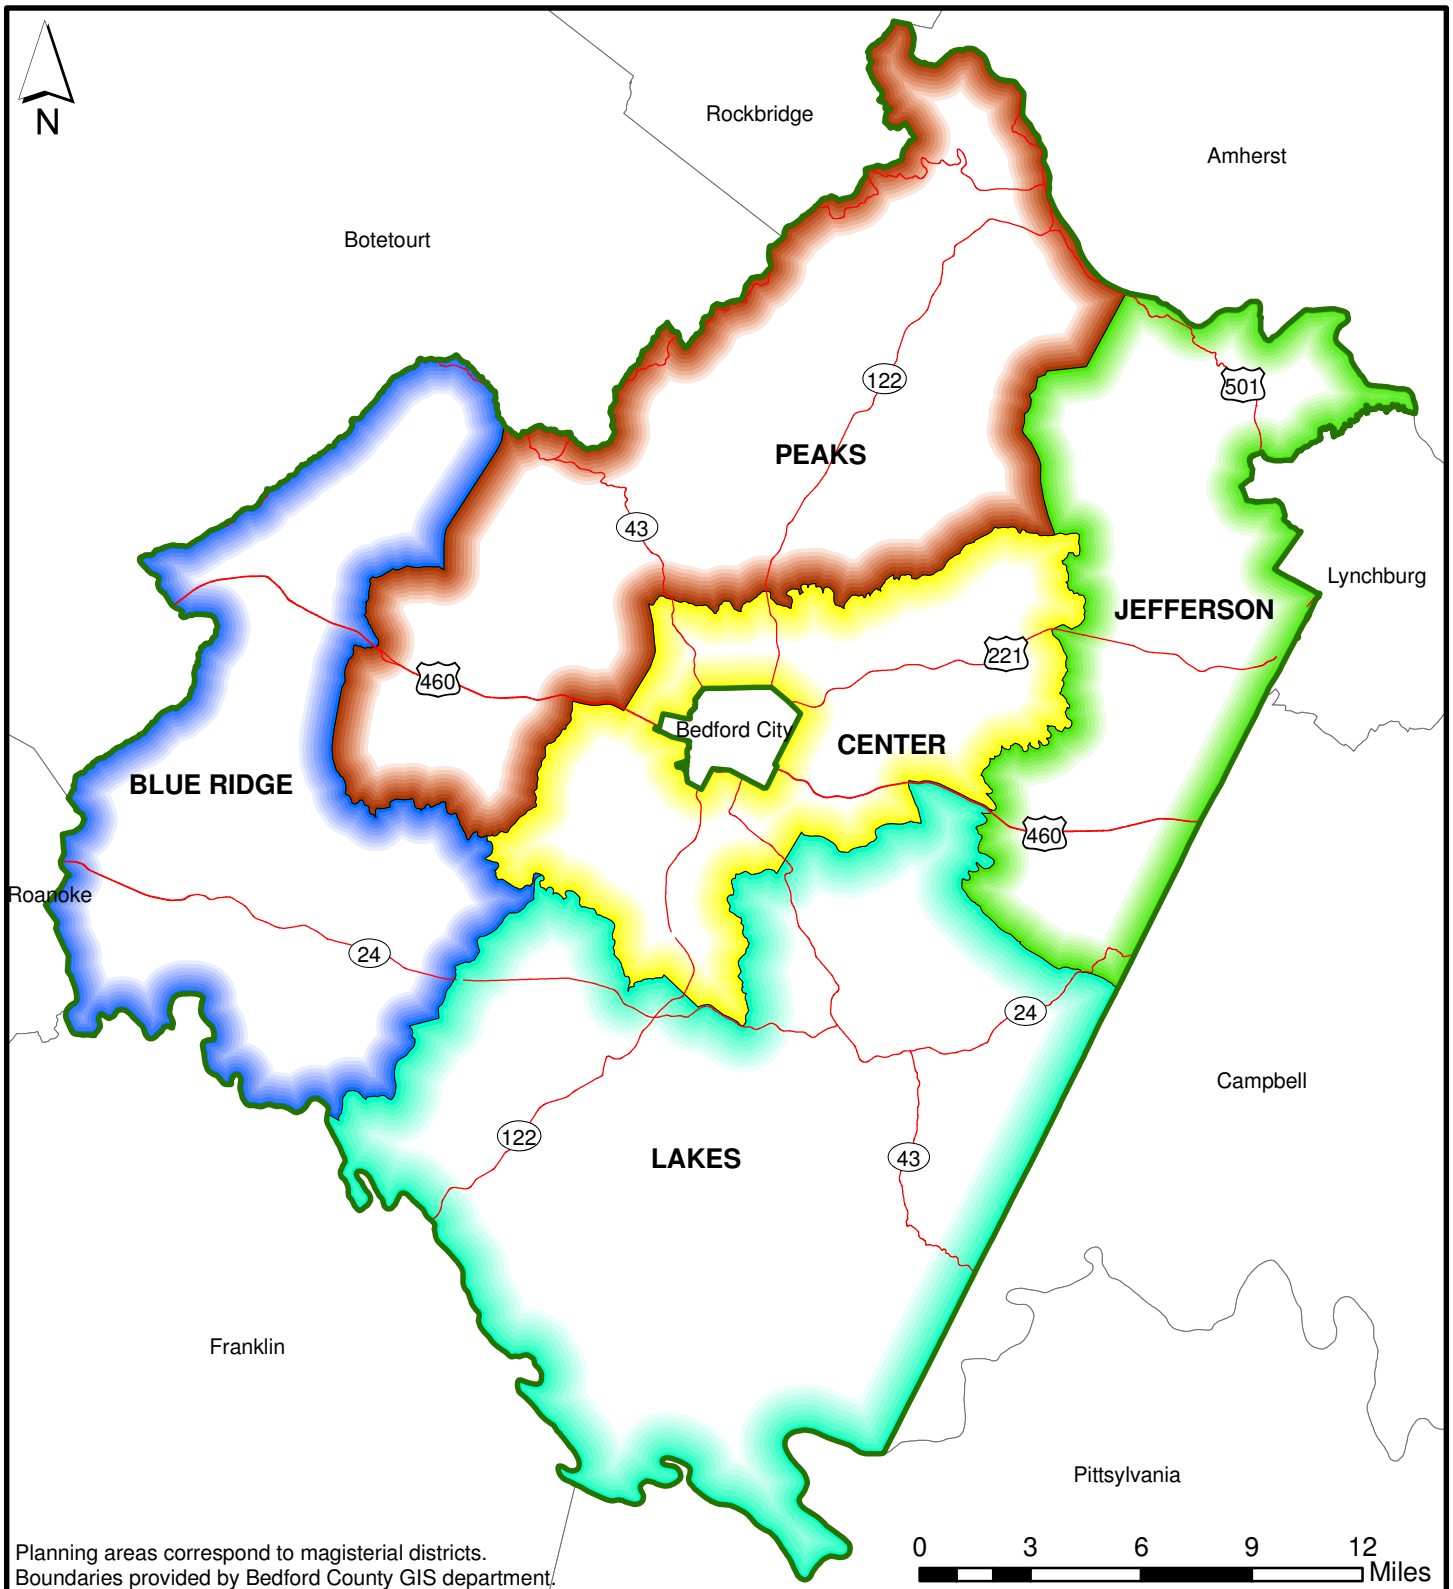 N
Rockbridge
Amherst
Botetourt
122
501
PEAKS
43
Lynchburg
JEFFERSON
221
460
Bedford City
CENTER
BLUE RIDGE
460
Roanoke
24
24
Campbell
122
LAKES
43
Franklin
Pittsylvania
Planning areas correspond to magisterial districts.
Boundaries provided by Bedford County GIS department.
0 3 6 9 12
Miles